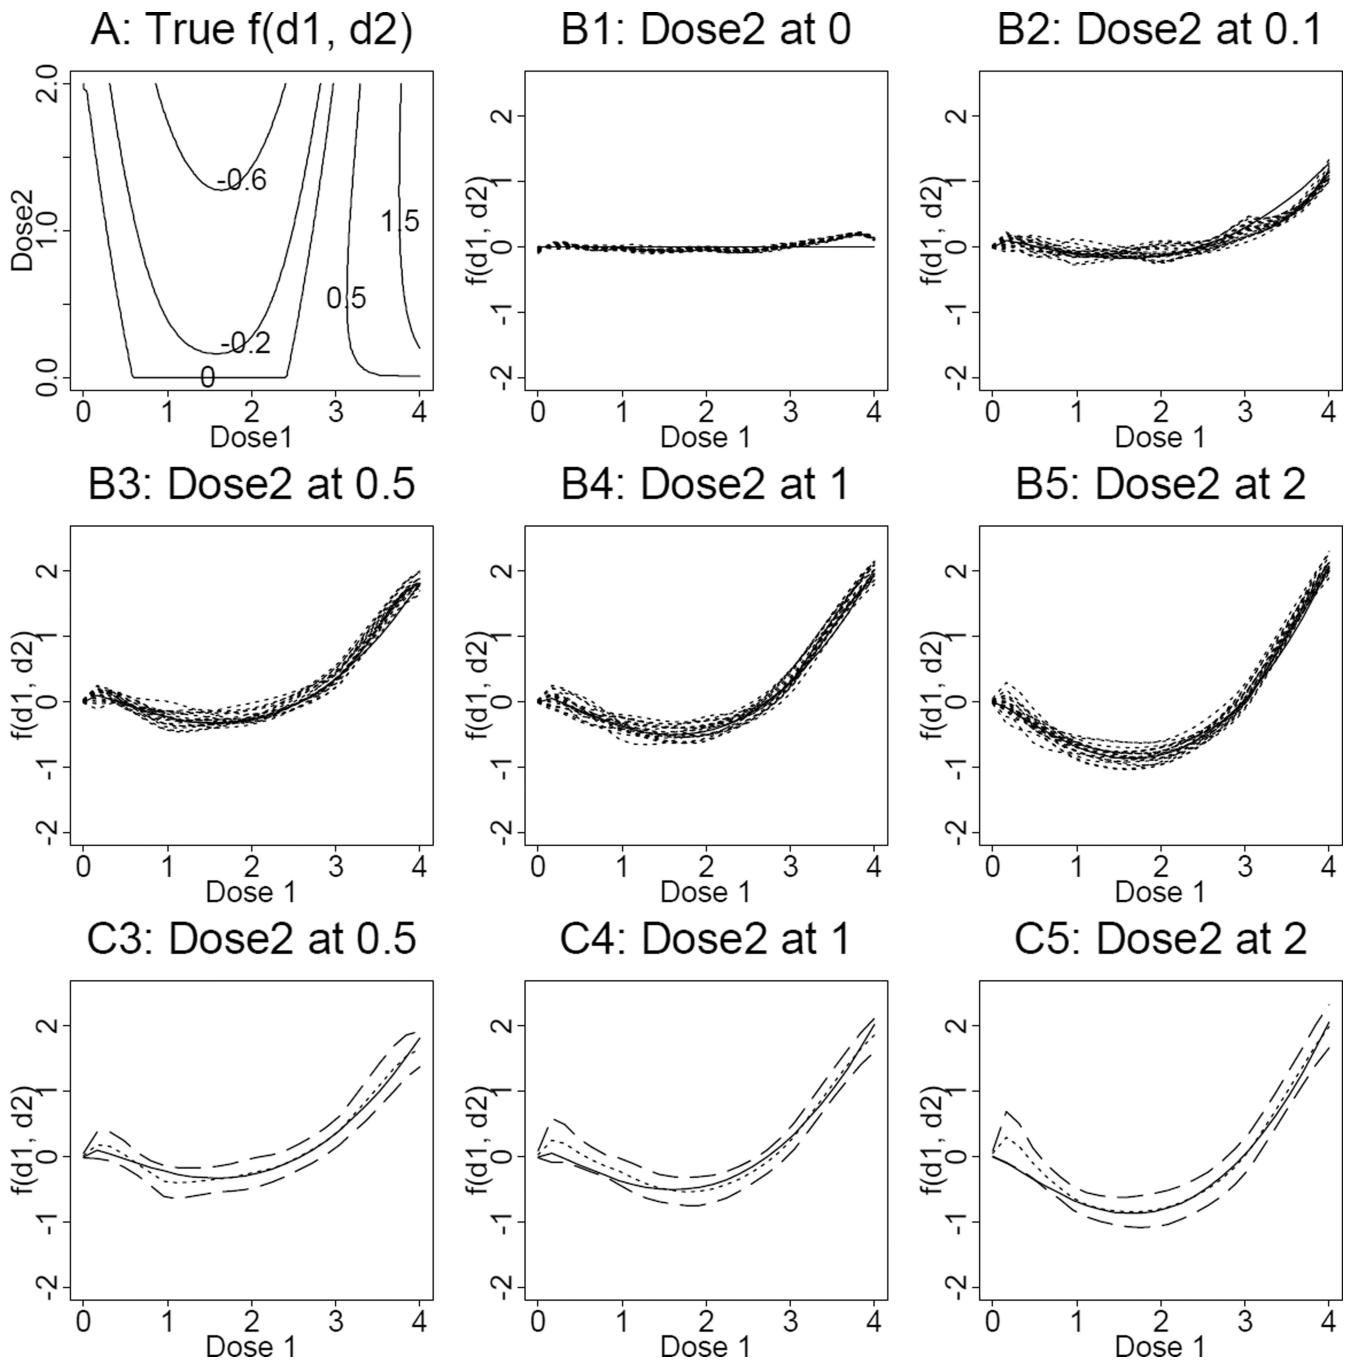 A: True f(d1, d2)
B1: Dose2 at 0
B2: Dose2 at 0.1
Dose2
0.0 1.0 2.0
-0.6
1.5
0.5
-0.2
0
0 1 2 3 4
Dose1
f(d1, d2)
-2 -1 0 1 2
0 1 2 3 4
Dose 1
f(d1, d2)
-2 -1 0 1 2
0 1 2 3 4
Dose 1
B3: Dose2 at 0.5
B4: Dose2 at 1
B5: Dose2 at 2
f(d1, d2)
-2 -1 0 1 2
0 1 2 3 4
Dose 1
f(d1, d2)
-2 -1 0 1 2
0 1 2 3 4
Dose 1
f(d1, d2)
-2 -1 0 1 2
0 1 2 3 4
Dose 1
C3: Dose2 at 0.5
C4: Dose2 at 1
C5: Dose2 at 2
f(d1, d2)
-2 -1 0 1 2
0 1 2 3 4
Dose 1
f(d1, d2)
-2 -1 0 1 2
0 1 2 3 4
Dose 1
f(d1, d2)
-2 -1 0 1 2
0 1 2 3 4
Dose 1